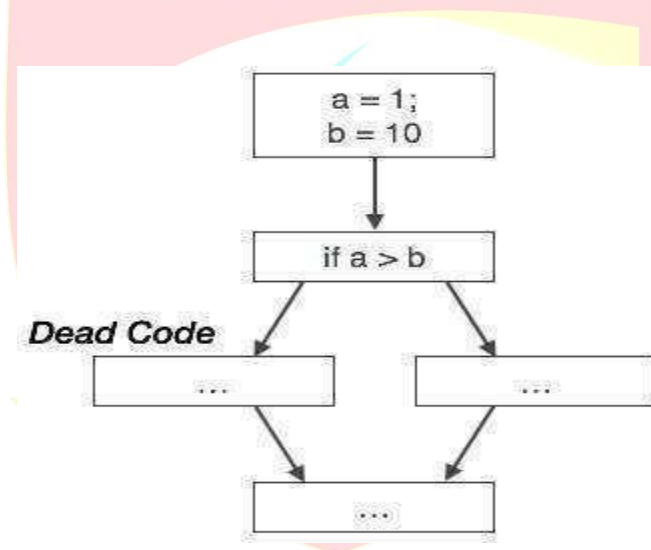 a = 1;
b = 10
if a > b
Dead Code
...
...
...